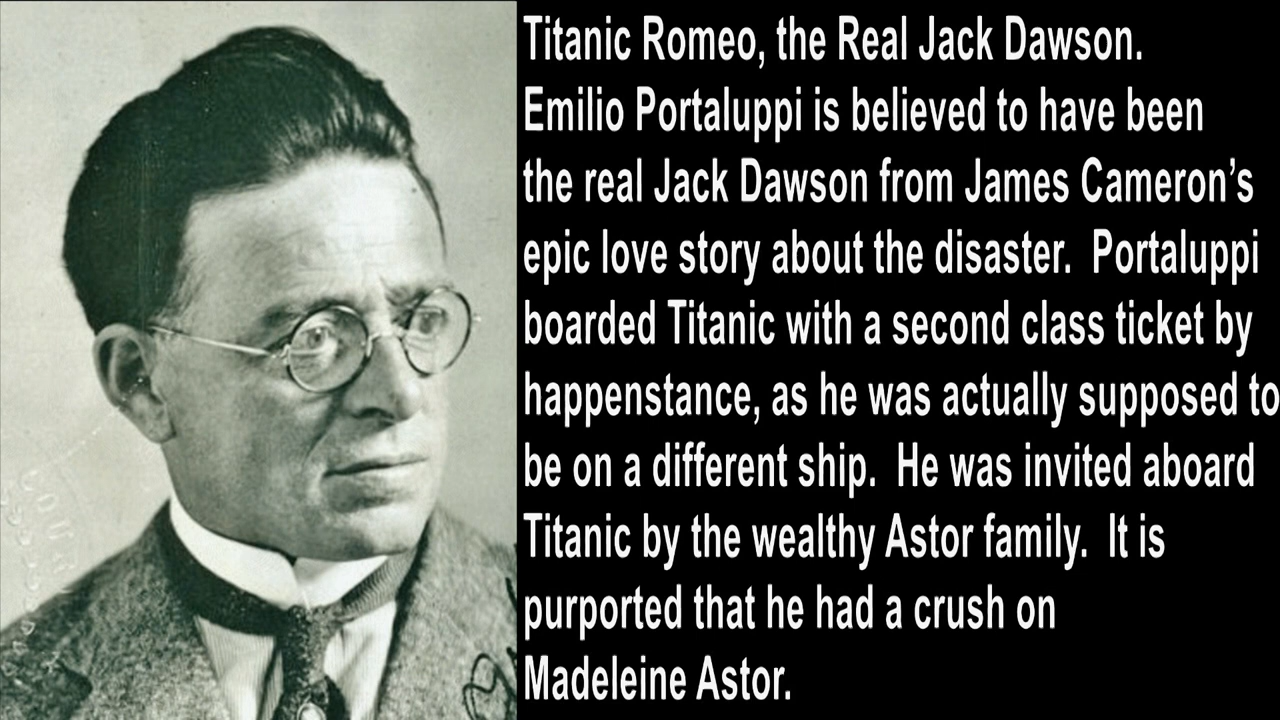 Titanic Romeo, the Real Jack Dawson.
Emilio Portaluppi is believed to have been
the real Jack Dawson from James Cameron’s
epic love story about the disaster.  Portaluppi
boarded Titanic with a second class ticket by
happenstance, as he was actually supposed to
be on a different ship.  He was invited aboard
Titanic by the wealthy Astor family.  It is
purported that he had a crush on
Madeleine Astor.